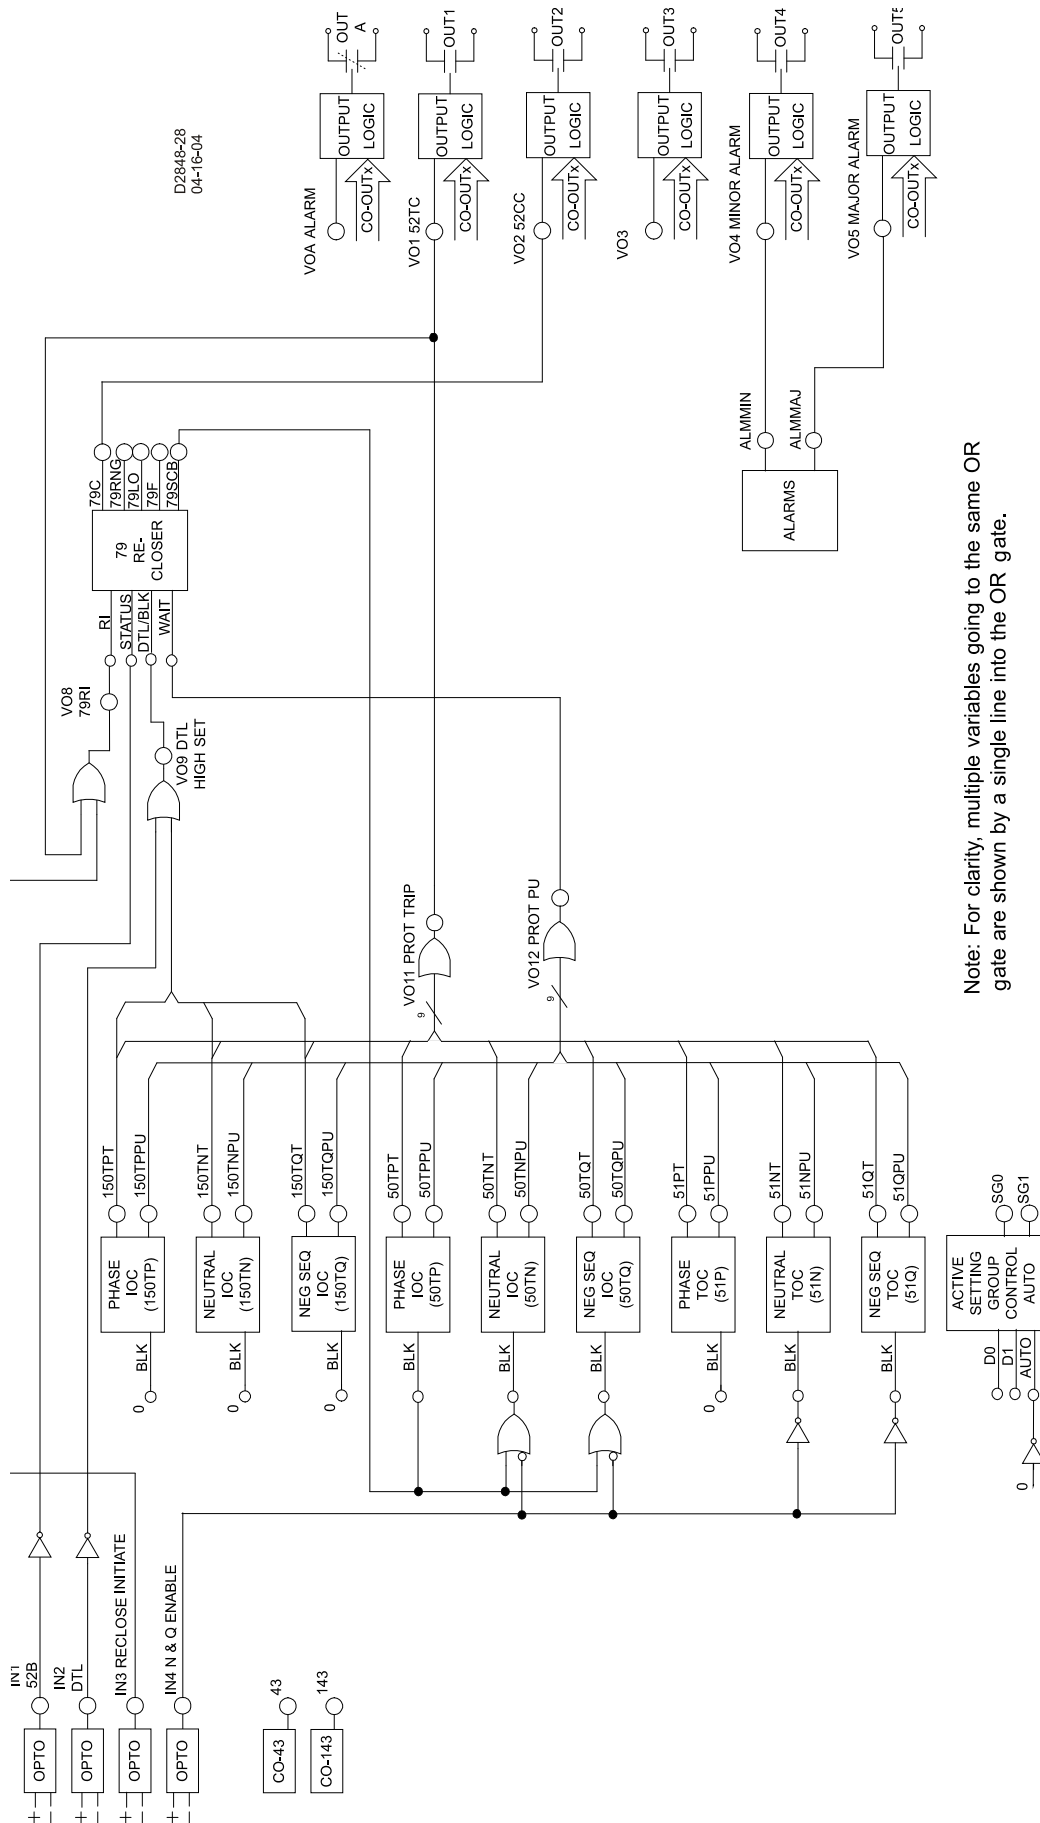 IN1
52B
IN2
DTL
IN3 RECLOSE INITIATE
IN4 N & Q ENABLE
OPTO
OPTO
OPTO
OPTO
+
+
+
+
CO-43
43
CO-143
143
0
BLK
PHASE
IOC
(150TP)
150TPT
150TPPU
0
BLK
NEUTRAL
IOC
(150TN)
150TNT
150TNPU
0
BLK
NEG SEQ
IOC
(150TQ)
150TQT
150TQPU
BLK
PHASE
IOC
(50TP)
50TPT
50TPPU
BLK
NEUTRAL
IOC
(50TN)
50TNT
50TNPU
BLK
NEG SEQ
IOC
(50TQ)
50TQT
50TQPU
0
BLK
PHASE
TOC
(51P)
51PT
51PPU
BLK
NEUTRAL
TOC
(51N)
51NT
51NPU
BLK
NEG SEQ
TOC
(51Q)
51QT
51QPU
0
D0
D1
AUTO
ACTIVE
SETTING
GROUP
CONTROL
AUTO
SG0
SG1
VO8
79RI
VO9 DTL
HIGH SET
9
VO11 PROT TRIP
9
VO12 PROT PU
RI
STATUS
DTL/BLK
WAIT
79
RE-
CLOSER
79C
79RNG
79LO
79F
79SCB
ALARMS
ALMMIN
ALMMAJ
D2848-28
04-16-04
VOA ALARM
CO-OUTx
OUTPUT
LOGIC
OUT
A
VO1 52TC
CO-OUTx
OUTPUT
LOGIC
OUT1
VO2 52CC
CO-OUTx
OUTPUT
LOGIC
OUT2
VO3
CO-OUTx
OUTPUT
LOGIC
OUT3
VO4 MINOR ALARM
CO-OUTx
OUTPUT
LOGIC
OUT4
VO5 MAJOR ALARM
CO-OUTx
OUTPUT
LOGIC
OUT5
Note: For clarity, multiple variables going to the same OR
gate are shown by a single line into the OR gate.